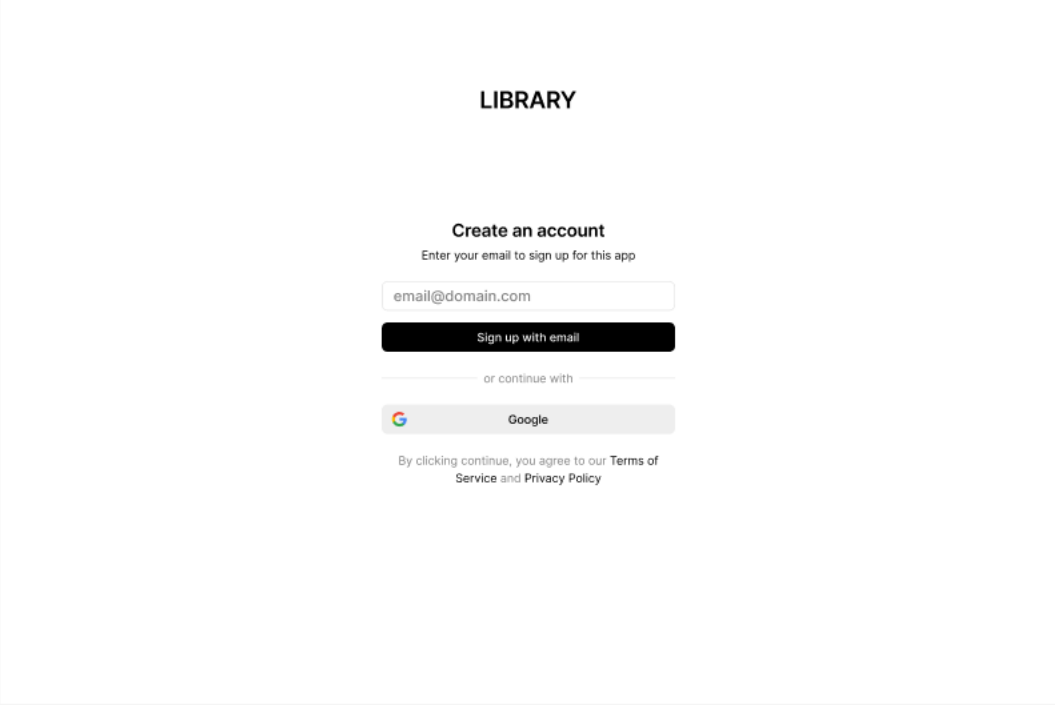 LIBRARY
Create an account
Enter your email to sign up for this app
email@domain.com
Sign up with email
or continue with
Google
By clicking continue, you agree to our Terms of
Service and Privacy Policy